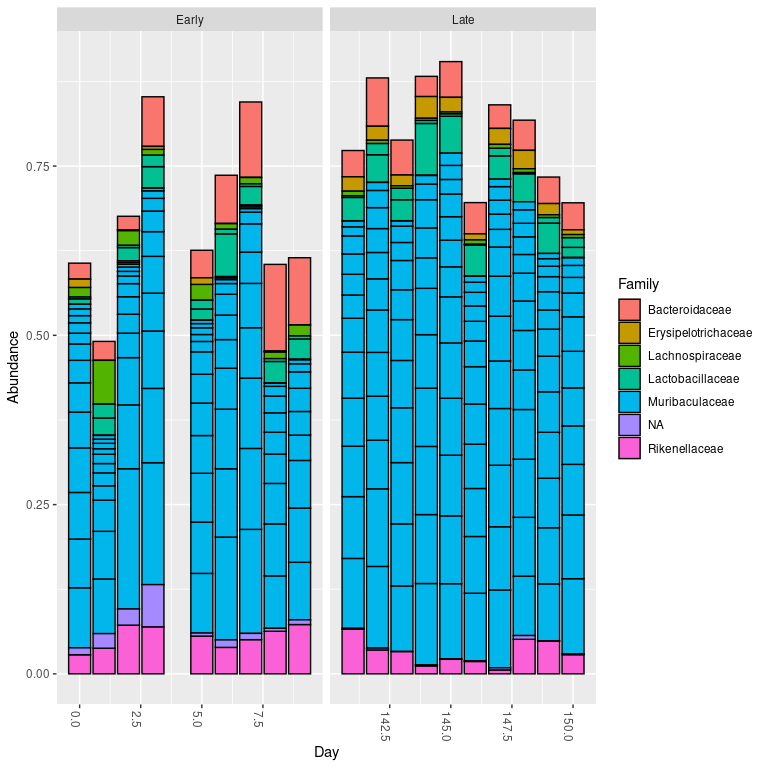 Early
Late
Abundance
0.75
0.50
0.25
0.00
0.0
2.5
5.0
7.5
142.5
145.0
147.5
150.0
Day
Family
Bacteroidaceae
Erysipelotrichaceae
Lachnospiraceae
Lactobacillaceae
Muribaculaceae
NA
Rikenellaceae